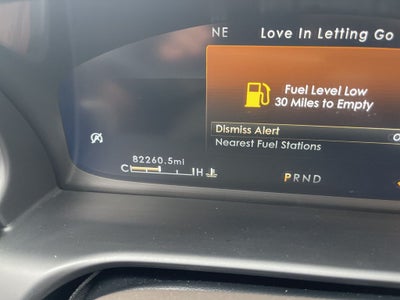 NE Love In Letting Go
Fuel Level Low
30 Miles to Empty
Dismiss Alert
Nearest Fuel Stations
82260.5mi
C H
PRND